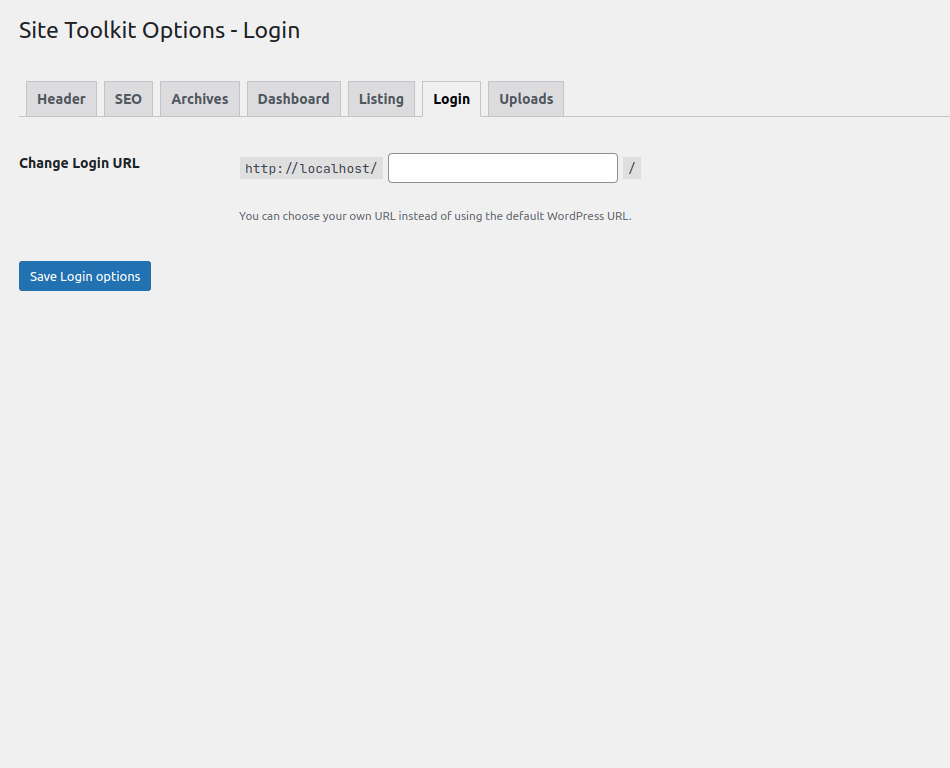 Site Toolkit Options - Login
Header SEO Archives Dashboard Listing Login Uploads
Change Login URL http://localhost/ /
You can choose your own URL instead of using the default WordPress URL.
Save Login options